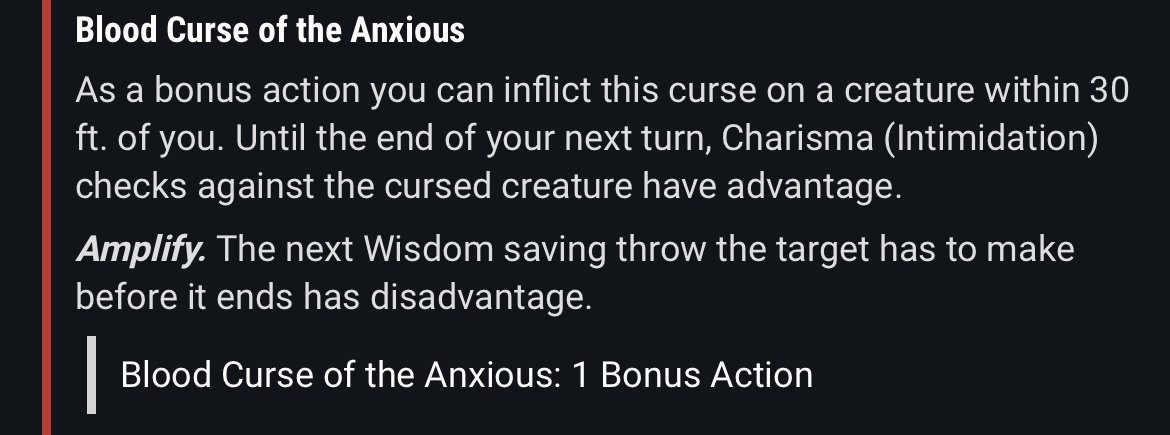 Blood Curse of the Anxious
As a bonus action you can inflict this curse on a creature within 30
ft. of you. Until the end of your next turn, Charisma (Intimidation)
checks against the cursed creature have advantage.
Amplify. The next Wisdom saving throw the target has to make
before it ends has disadvantage.
Blood Curse of the Anxious: 1 Bonus Action